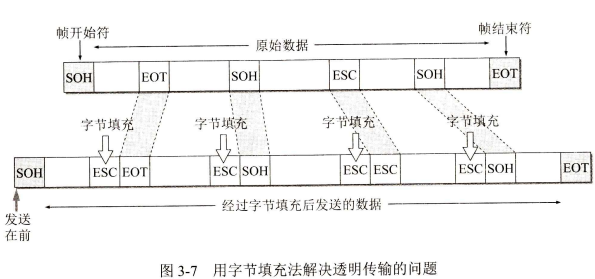 帧开始符
原始数据
帧结束符
SOH EOT SOH ESC SOH EOT
字节填充 字节填充 字节填充 字节填充
SOH ESC EOT ESC SOH ESC ESC ESC SOH EOT
发送
在前
经过字节填充后发送的数据
图 3-7 用字节填充法解决透明传输的问题